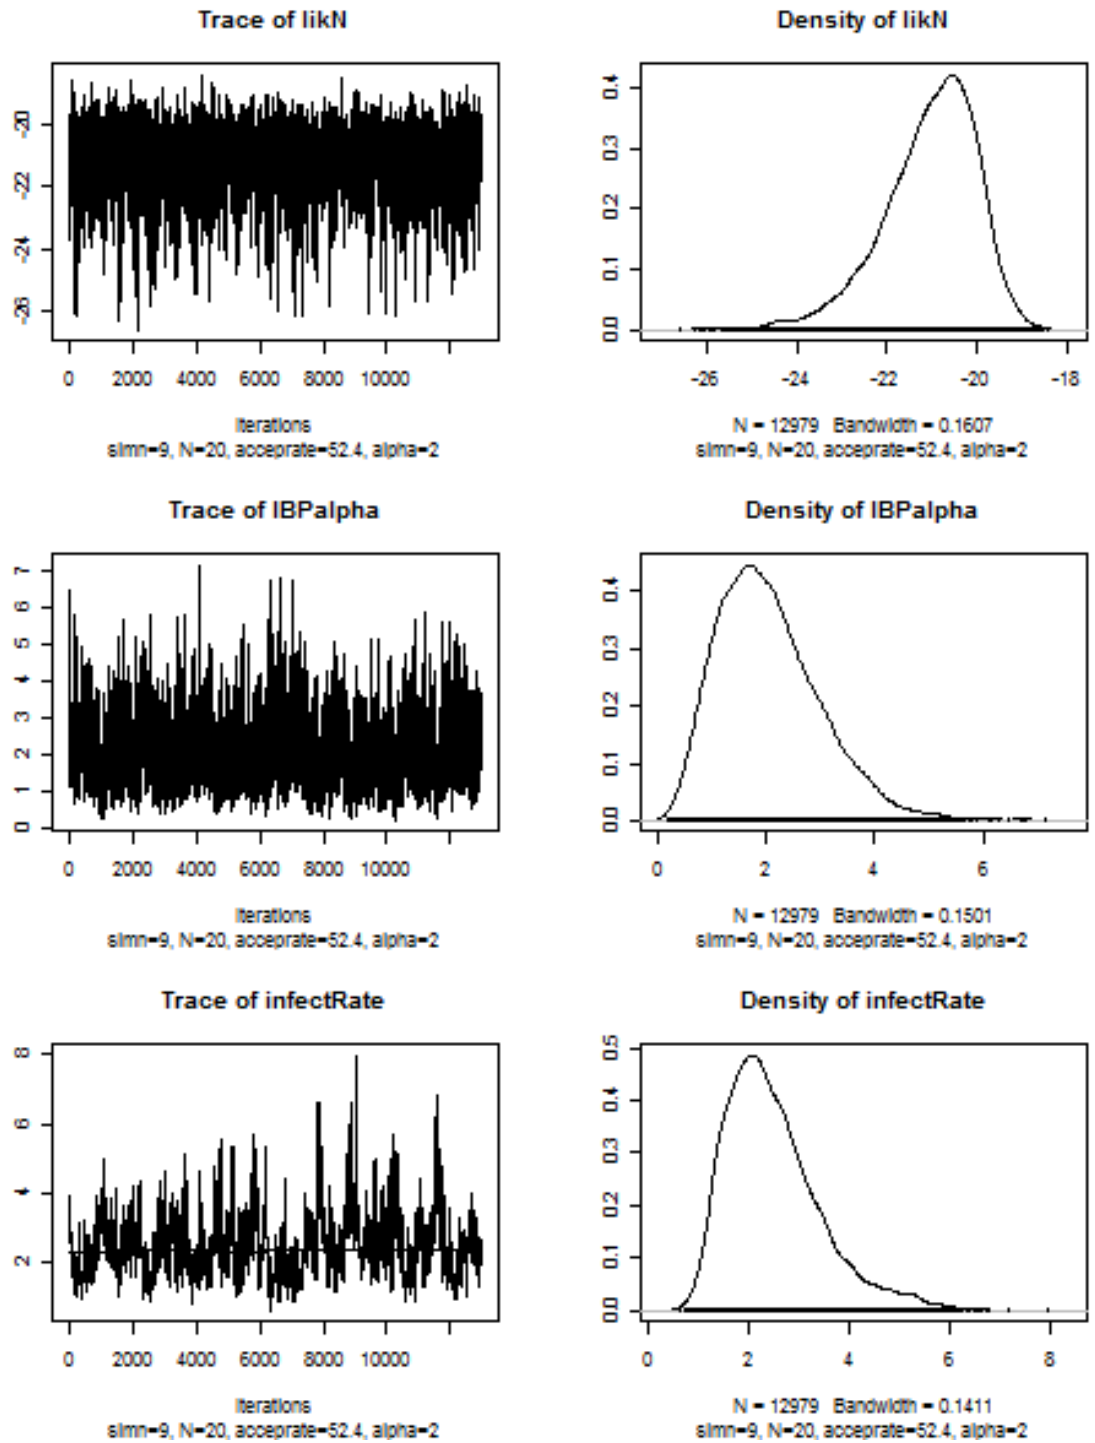 Trace of likN
Density of likN
-20
-22
-24
-26
0 2000 4000 6000 8000 10000
Iterations
simn=9, N=20, acceprate=52.4, alpha=2
0.4
0.3
0.2
0.1
0.0
-26 -24 -22 -20 -18
N = 12979 Bandwidth = 0.1607
simn=9, N=20, acceprate=52.4, alpha=2
Trace of IBPalpha
Density of IBPalpha
7
6
5
4
3
2
1
0
0 2000 4000 6000 8000 10000
Iterations
simn=9, N=20, acceprate=52.4, alpha=2
0.4
0.3
0.2
0.1
0.0
0 2 4 6
N = 12979 Bandwidth = 0.1501
simn=9, N=20, acceprate=52.4, alpha=2
Trace of infectRate
Density of infectRate
8
6
4
2
0 2000 4000 6000 8000 10000
Iterations
simn=9, N=20, acceprate=52.4, alpha=2
0.5
0.4
0.3
0.2
0.1
0.0
0 2 4 6 8
N = 12979 Bandwidth = 0.1411
simn=9, N=20, acceprate=52.4, alpha=2